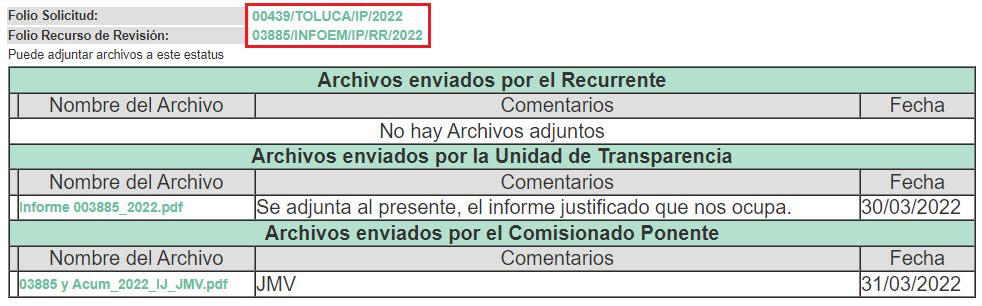 Folio Solicitud: 00439/TOLUCA/IP/2022
Folio Recurso de Revisión: 03885/INFOEM/IP/RR/2022
Puede adjuntar archivos a este estatus
Archivos enviados por el Recurrente
Nombre del Archivo Comentarios Fecha
No hay Archivos adjuntos
Archivos enviados por la Unidad de Transparencia
Nombre del Archivo Comentarios Fecha
Informe 003885_2022.pdf Se adjunta al presente, el informe justificado que nos ocupa. 30/03/2022
Archivos enviados por el Comisionado Ponente
Nombre del Archivo Comentarios Fecha
03885 y Acum_2022_IJ_JMV.pdf JMV 31/03/2022